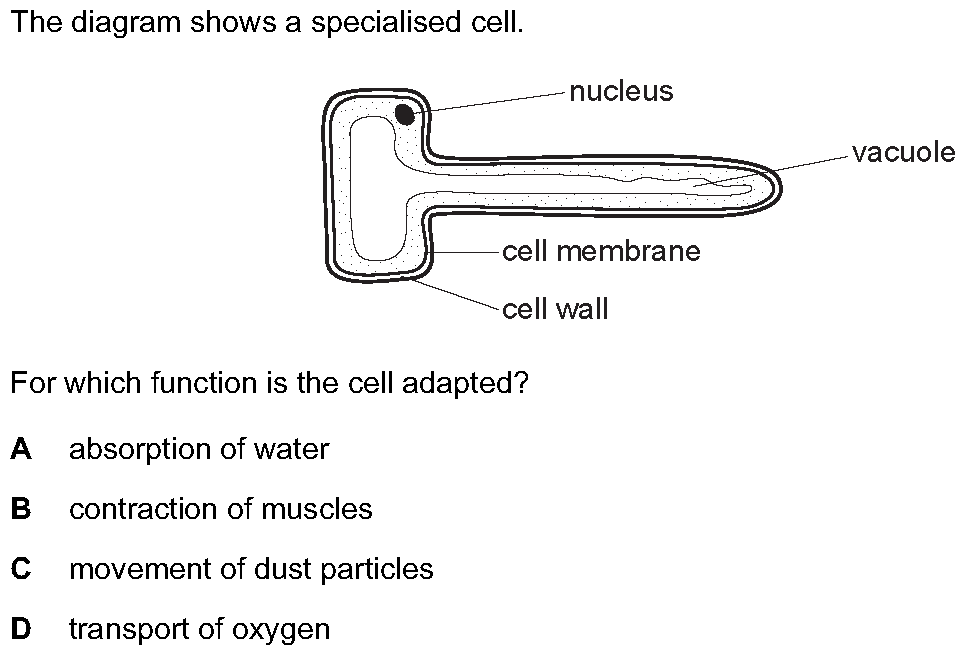 The diagram shows a specialised cell.
nucleus
vacuole
cell membrane
cell wall
For which function is the cell adapted?
A absorption of water
B contraction of muscles
C movement of dust particles
D transport of oxygen